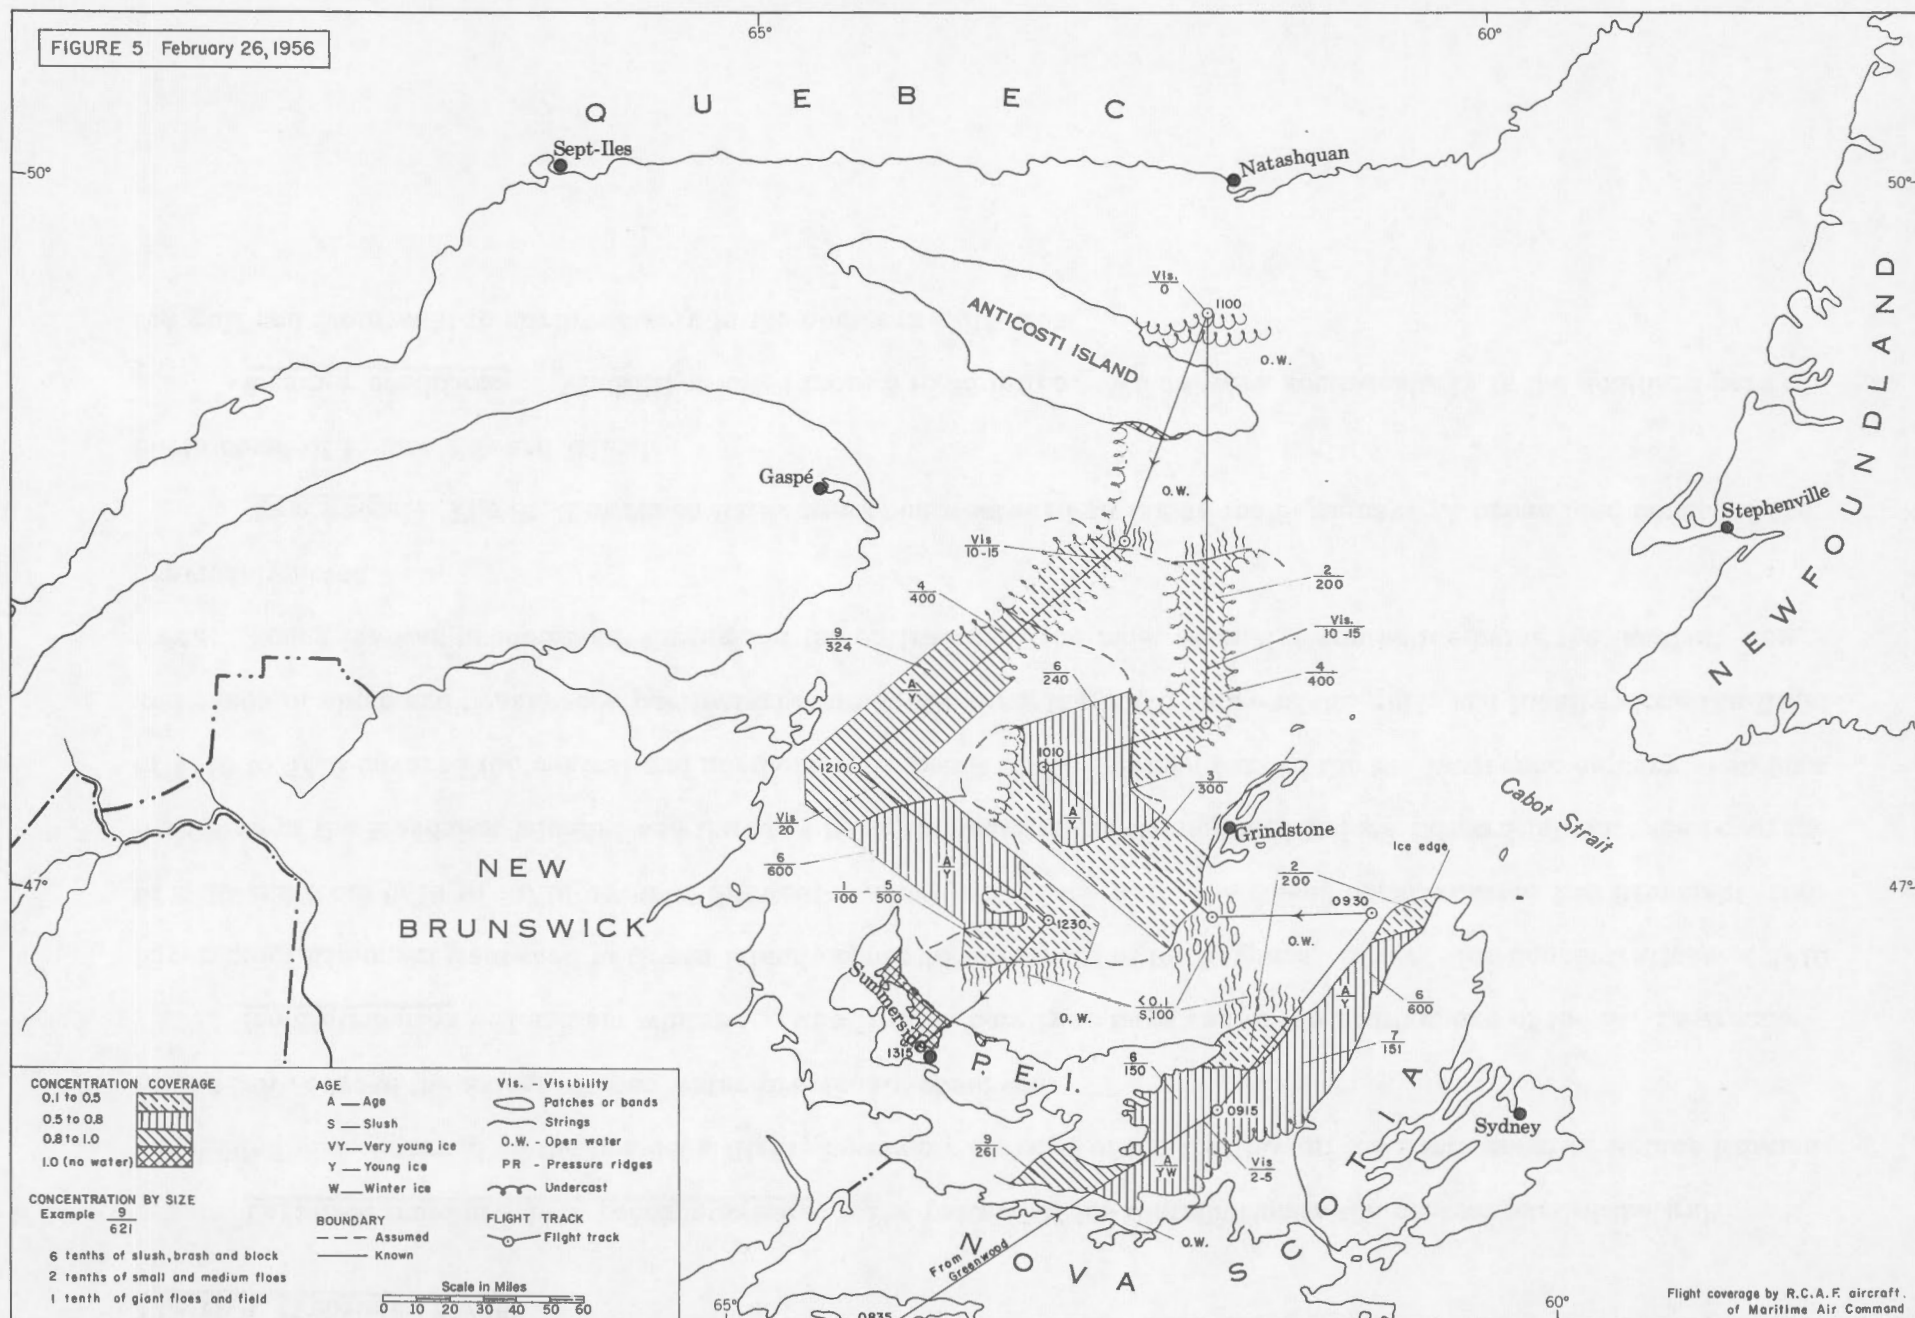 FIGURE 5 February 26, 1956
65°
60°
QUEBEC
Sept-Iles
Natashquan
50°
50°
Vis.
0
1100
ANTICOSTI ISLAND
O.W.
Gaspé
O.W.
Stephenville
NEWFOUNDLAND
Vis
10-15
2
200
4
400
9
324
Vis.
10-15
6
240
4
400
A
1010
1210
3
300
Cabot Strait
Vis
20
A
Y
Grindstone
Ice edge
NEW
BRUNSWICK
6
600
A
Y
2
200
47°
47°
1
100
5
500
0930
1230
O.W.
Summerside
< 0.1
S,100
A
Y
6
600
O.W.
7
151
1315
P.E.I.
6
150
0915
Sydney
9
261
A
YW
Vis
2-5
O.W.
From
Greenwood
NOVA SCOTIA
0835
65°
60°
CONCENTRATION COVERAGE
0.1 to 0.5
0.5 to 0.8
0.8 to 1.0
1.0 (no water)
CONCENTRATION BY SIZE
Example 9
621
6 tenths of slush, brash and block
2 tenths of small and medium floes
1 tenth of giant floes and field
AGE
A — Age
S — Slush
VY — Very young ice
Y — Young ice
W — Winter ice
BOUNDARY
Assumed
Known
Vis. - Visibility
Patches or bands
Strings
O.W. - Open water
PR - Pressure ridges
Undercast
FLIGHT TRACK
Flight track
Scale in Miles
0 10 20 30 40 50 60
Flight coverage by R.C.A.F. aircraft.
of Maritime Air Command